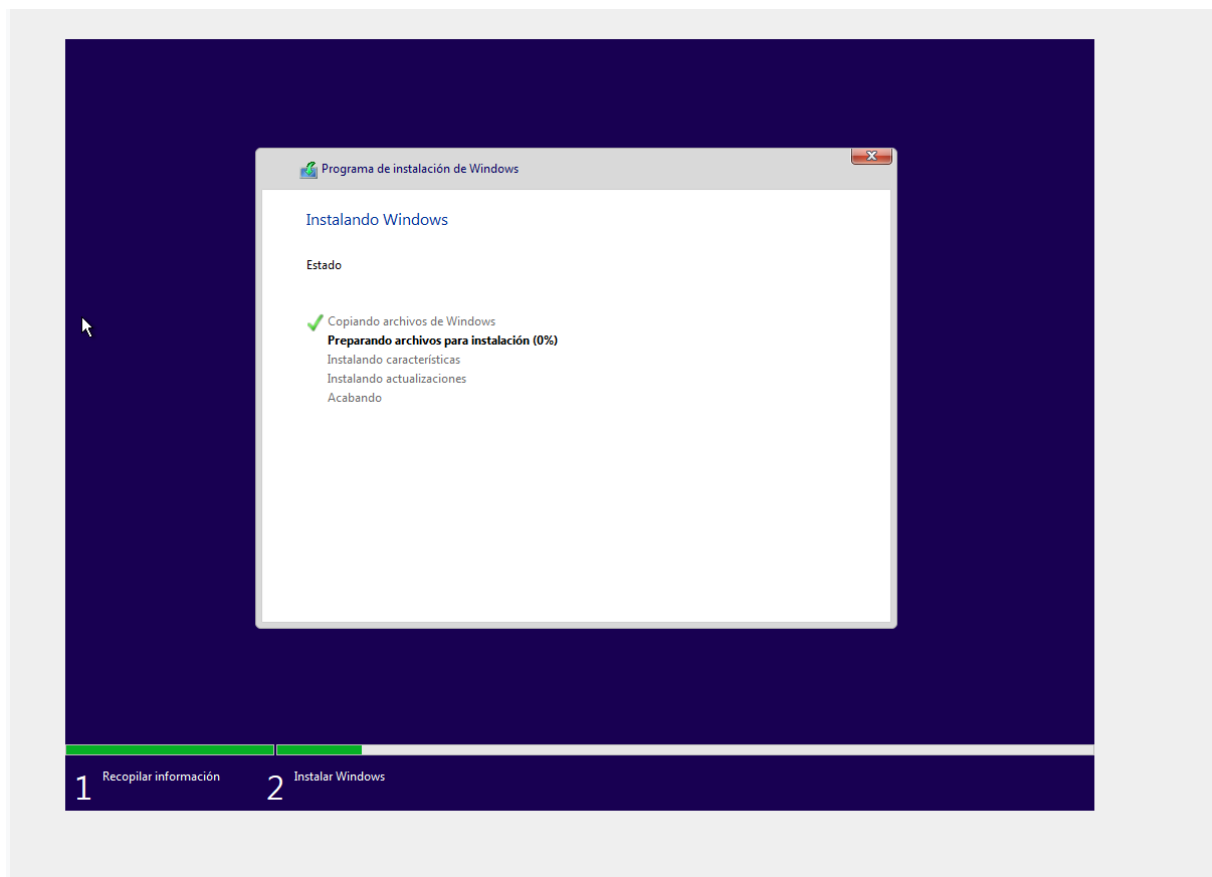 Programa de instalación de Windows
Instalando Windows
Estado
Copiando archivos de Windows
Preparando archivos para instalación (0%)
Instalando características
Instalando actualizaciones
Acabando
1 Recopilar información
2 Instalar Windows